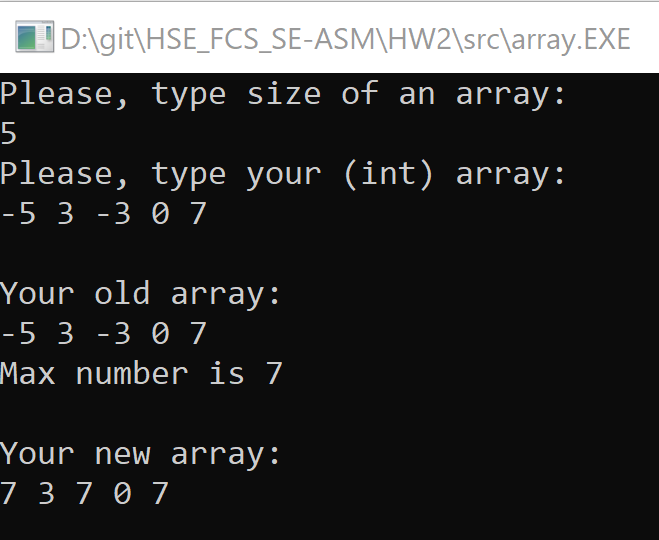 D:\git\HSE_FCS_SE-ASM\HW2\src\array.EXE
Please, type size of an array:
5
Please, type your (int) array:
-5 3 -3 0 7
Your old array:
-5 3 -3 0 7
Max number is 7
Your new array:
7 3 7 0 7